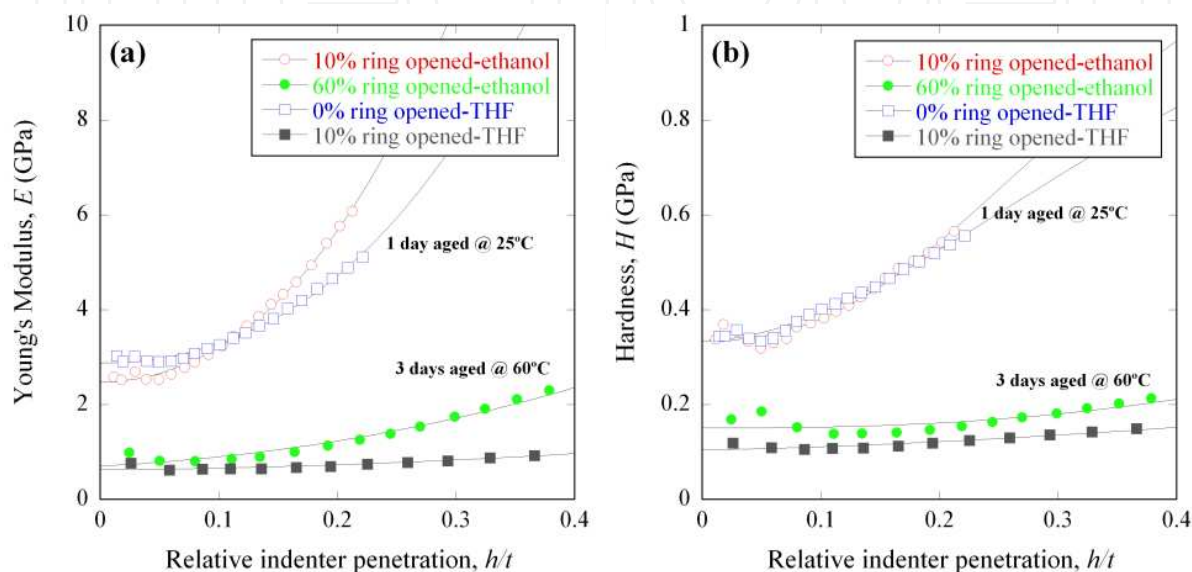 (a)
10% ring opened-ethanol
60% ring opened-ethanol
0% ring opened-THF
10% ring opened-THF
1 day aged @ 25ºC
3 days aged @ 60ºC
Young's Modulus, E (GPa)
10
8
6
4
2
0
0 0.1 0.2 0.3 0.4
Relative indenter penetration, h/t
(b)
10% ring opened-ethanol
60% ring opened-ethanol
0% ring opened-THF
10% ring opened-THF
1 day aged @ 25ºC
3 days aged @ 60ºC
Hardness, H (GPa)
1
0.8
0.6
0.4
0.2
0
0 0.1 0.2 0.3 0.4
Relative indenter penetration, h/t